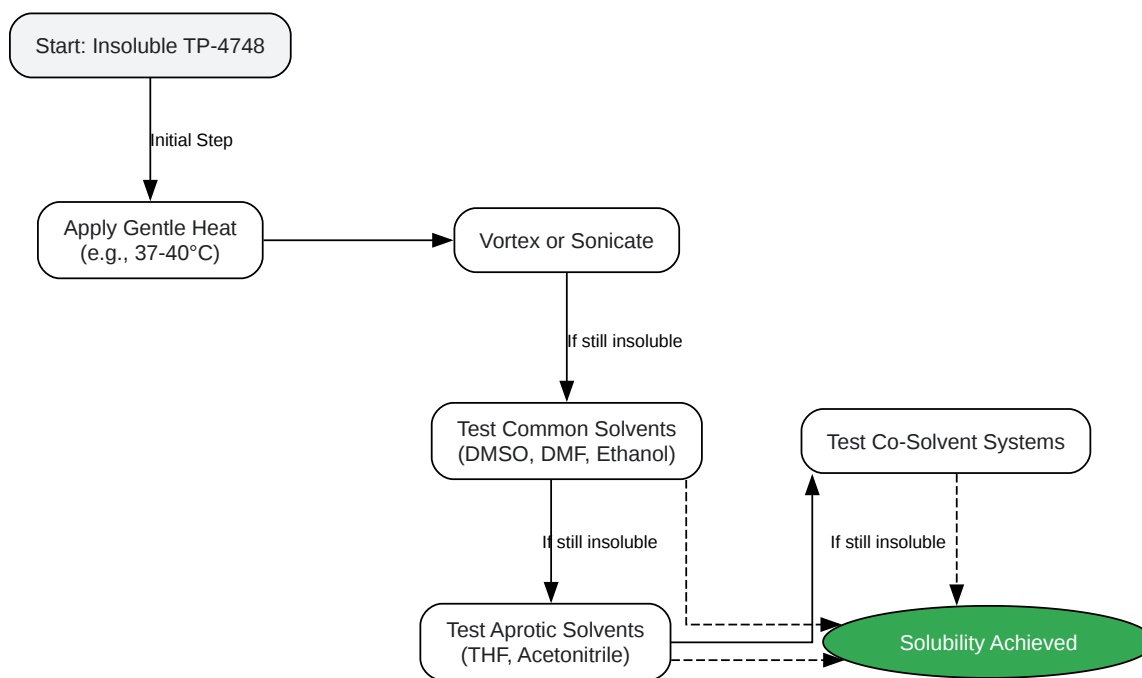 Start: Insoluble TP-4748
Initial Step
Apply Gentle Heat
(e.g., 37-40°C)
Vortex or Sonicate
If still insoluble
Test Common Solvents
(DMSO, DMF, Ethanol)
Test Co-Solvent Systems
If still insoluble
If still insoluble
Test Aprotic Solvents
(THF, Acetonitrile)
Solubility Achieved